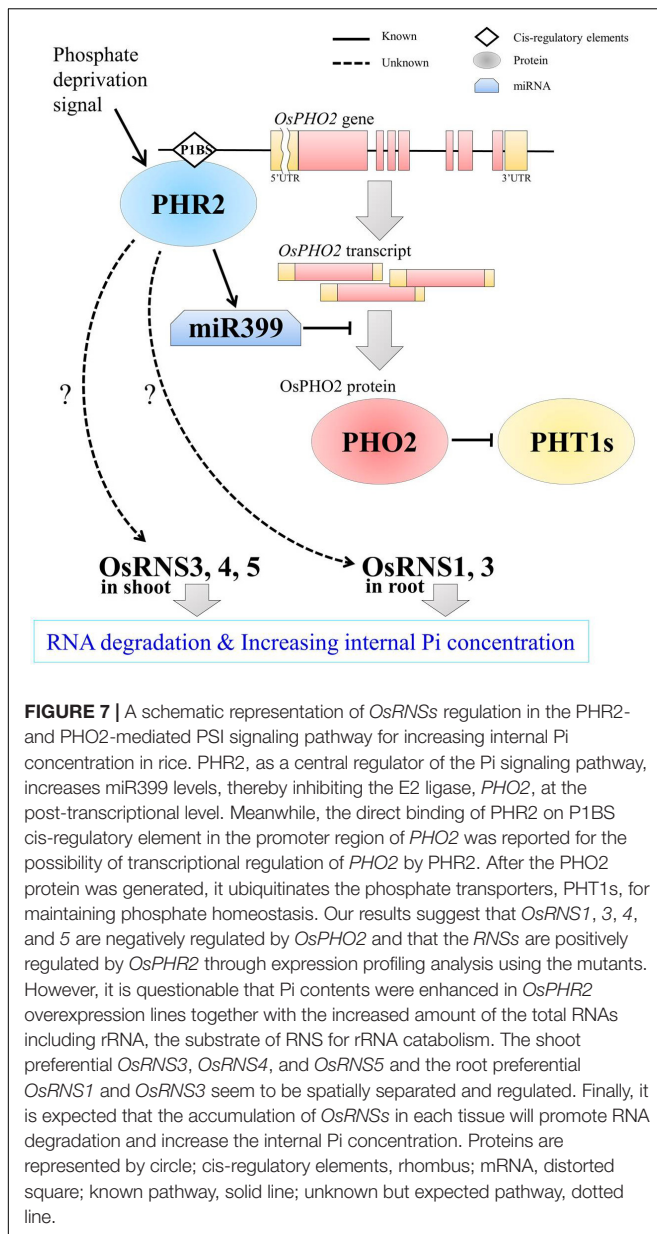 Phosphate
deprivation
signal
Known
Unknown
Cis-regulatory elements
Protein
miRNA
OsPHO2 gene
P1BS
5'UTR
3'UTR
PHR2
OsPHO2 transcript
miR399
OsPHO2 protein
PHO2
PHT1s
?
?
OsRNS3, 4, 5
in shoot
OsRNS1, 3
in root
RNA degradation & Increasing internal Pi concentration
FIGURE 7 | A schematic representation of OsRNSs regulation in the PHR2-
and PHO2-mediated PSI signaling pathway for increasing internal Pi
concentration in rice. PHR2, as a central regulator of the Pi signaling pathway,
increases miR399 levels, thereby inhibiting the E2 ligase, PHO2, at the
post-transcriptional level. Meanwhile, the direct binding of PHR2 on P1BS
cis-regulatory element in the promoter region of PHO2 was reported for the
possibility of transcriptional regulation of PHO2 by PHR2. After the PHO2
protein was generated, it ubiquitinates the phosphate transporters, PHT1s, for
maintaining phosphate homeostasis. Our results suggest that OsRNS1, 3, 4,
and 5 are negatively regulated by OsPHO2 and that the RNSs are positively
regulated by OsPHR2 through expression profiling analysis using the mutants.
However, it is questionable that Pi contents were enhanced in OsPHR2
overexpression lines together with the increased amount of the total RNAs
including rRNA, the substrate of RNS for rRNA catabolism. The shoot
preferential OsRNS3, OsRNS4, and OsRNS5 and the root preferential
OsRNS1 and OsRNS3 seem to be spatially separated and regulated. Finally, it
is expected that the accumulation of OsRNSs in each tissue will promote RNA
degradation and increase the internal Pi concentration. Proteins are
represented by circle; cis-regulatory elements, rhombus; mRNA, distorted
square; known pathway, solid line; unknown but expected pathway, dotted
line.